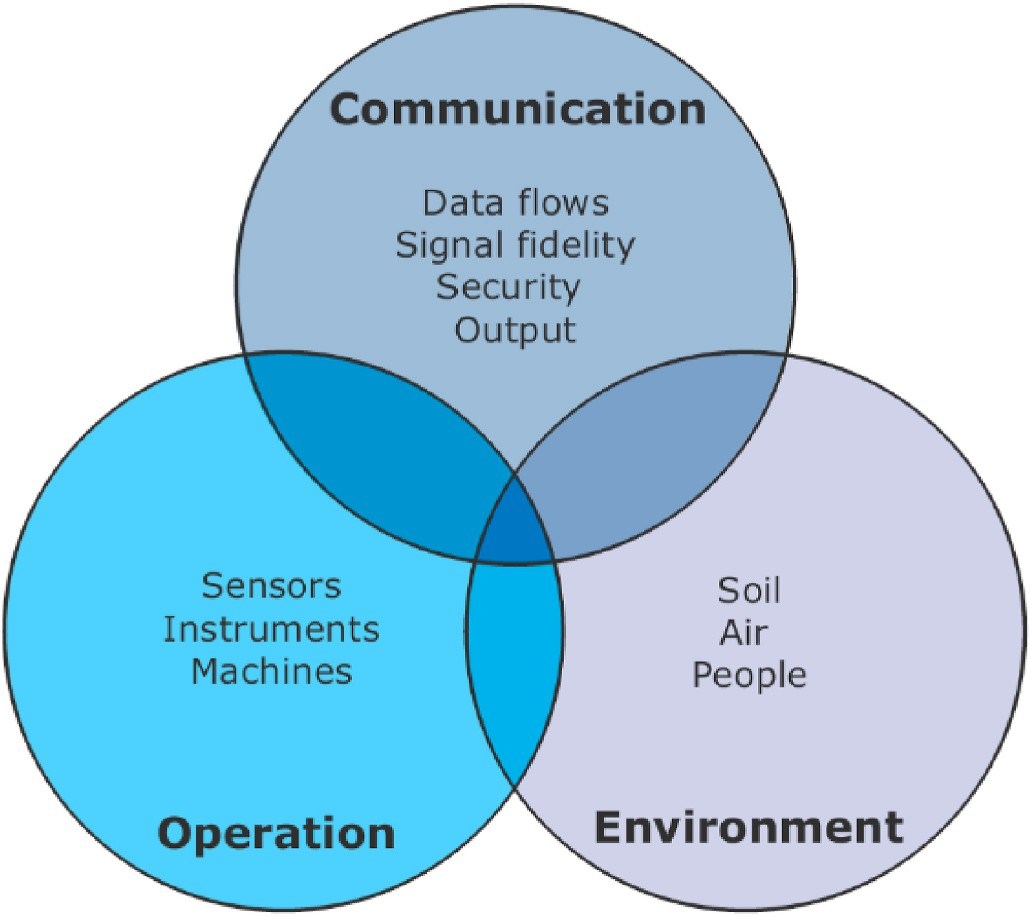 Communication
Data flows
Signal fidelity
Security
Output
Sensors
Instruments
Machines
Operation
Soil
Air
People
Environment